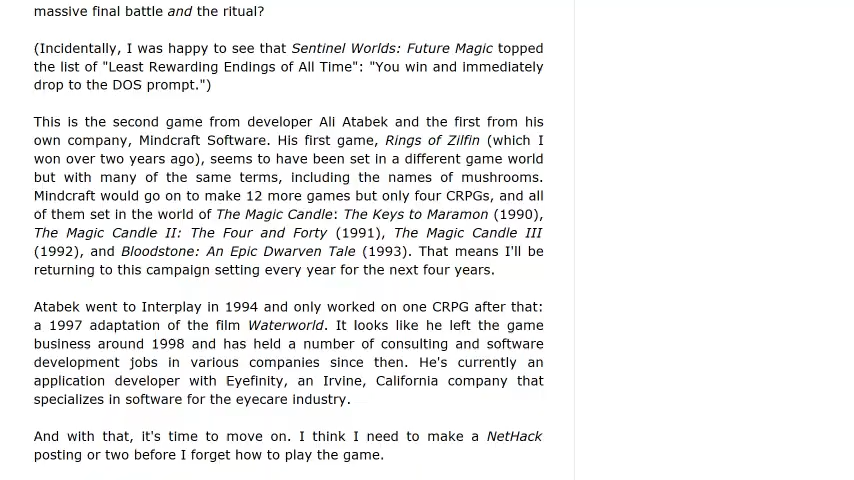 massive final battle and the ritual?
(Incidentally, I was happy to see that Sentinel Worlds: Future Magic topped
the list of "Least Rewarding Endings of All Time": "You win and immediately
drop to the DOS prompt.")
This is the second game from developer Ali Atabek and the first from his
own company, Mindcraft Software. His first game, Rings of Zilfin (which I
won over two years ago), seems to have been set in a different game world
but with many of the same terms, including the names of mushrooms.
Mindcraft would go on to make 12 more games but only four CRPGs, and all
of them set in the world of The Magic Candle: The Keys to Maramon (1990),
The Magic Candle II: The Four and Forty (1991), The Magic Candle III
(1992), and Bloodstone: An Epic Dwarven Tale (1993). That means I'll be
returning to this campaign setting every year for the next four years.
Atabek went to Interplay in 1994 and only worked on one CRPG after that:
a 1997 adaptation of the film Waterworld. It looks like he left the game
business around 1998 and has held a number of consulting and software
development jobs in various companies since then. He's currently an
application developer with Eyefinity, an Irvine, California company that
specializes in software for the eyecare industry.
And with that, it's time to move on. I think I need to make a NetHack
posting or two before I forget how to play the game.